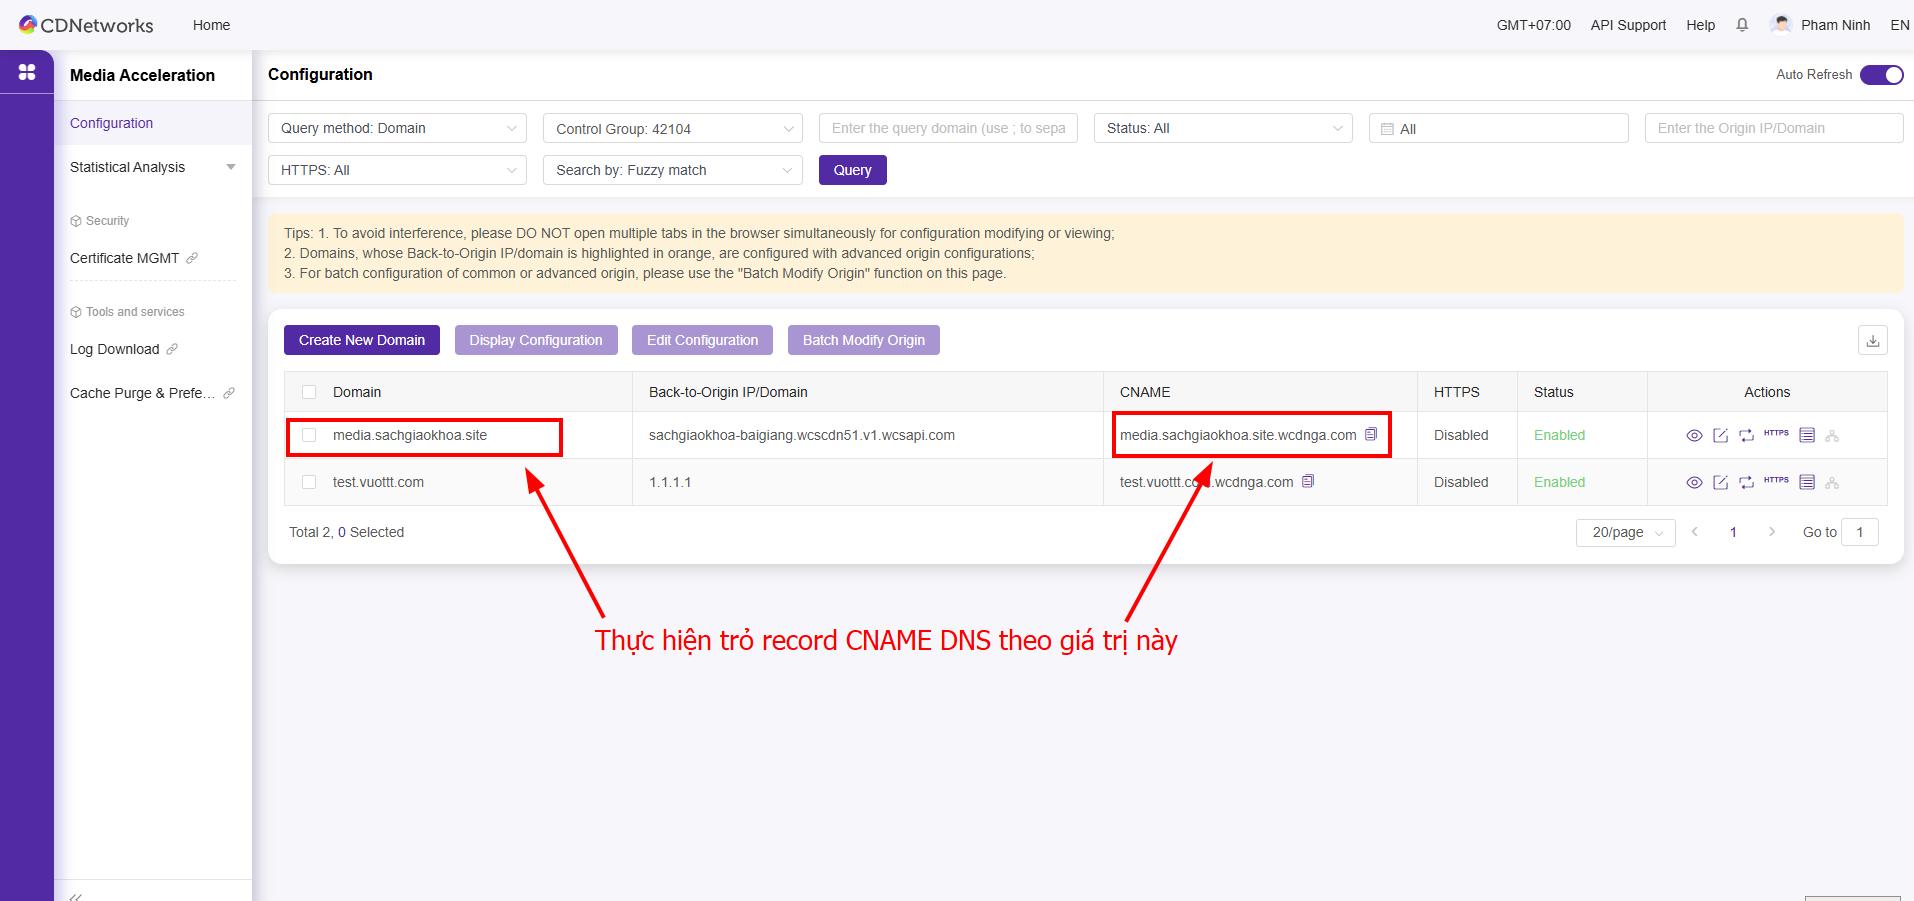 CDNetworks
Home
GMT+07:00
API Support
Help
Pham Ninh
EN
Media Acceleration
Configuration
Statistical Analysis
Security
Certificate MGMT
Tools and services
Log Download
Cache Purge & Prefe...
Configuration
Auto Refresh
Query method: Domain
Control Group: 42104
Enter the query domain (use ; to sepa
Status: All
All
Enter the Origin IP/Domain
HTTPS: All
Search by: Fuzzy match
Query
Tips: 1. To avoid interference, please DO NOT open multiple tabs in the browser simultaneously for configuration modifying or viewing;
2. Domains, whose Back-to-Origin IP/domain is highlighted in orange, are configured with advanced origin configurations;
3. For batch configuration of common or advanced origin, please use the "Batch Modify Origin" function on this page.
Create New Domain
Display Configuration
Edit Configuration
Batch Modify Origin
Domain Back-to-Origin IP/Domain CNAME HTTPS Status Actions
media.sachgiaokhoa.site sachgiaokhoa-baigiang.wcscdn51.v1.wcsapi.com media.sachgiaokhoa.site.wcdnga.com Disabled Enabled HTTPS
test.vuottt.com 1.1.1.1 test.vuottt.c .wcdnga.com Disabled Enabled HTTPS
Total 2, 0 Selected
20/page
1
Go to 1
Thực hiện trỏ record CNAME DNS theo giá trị này